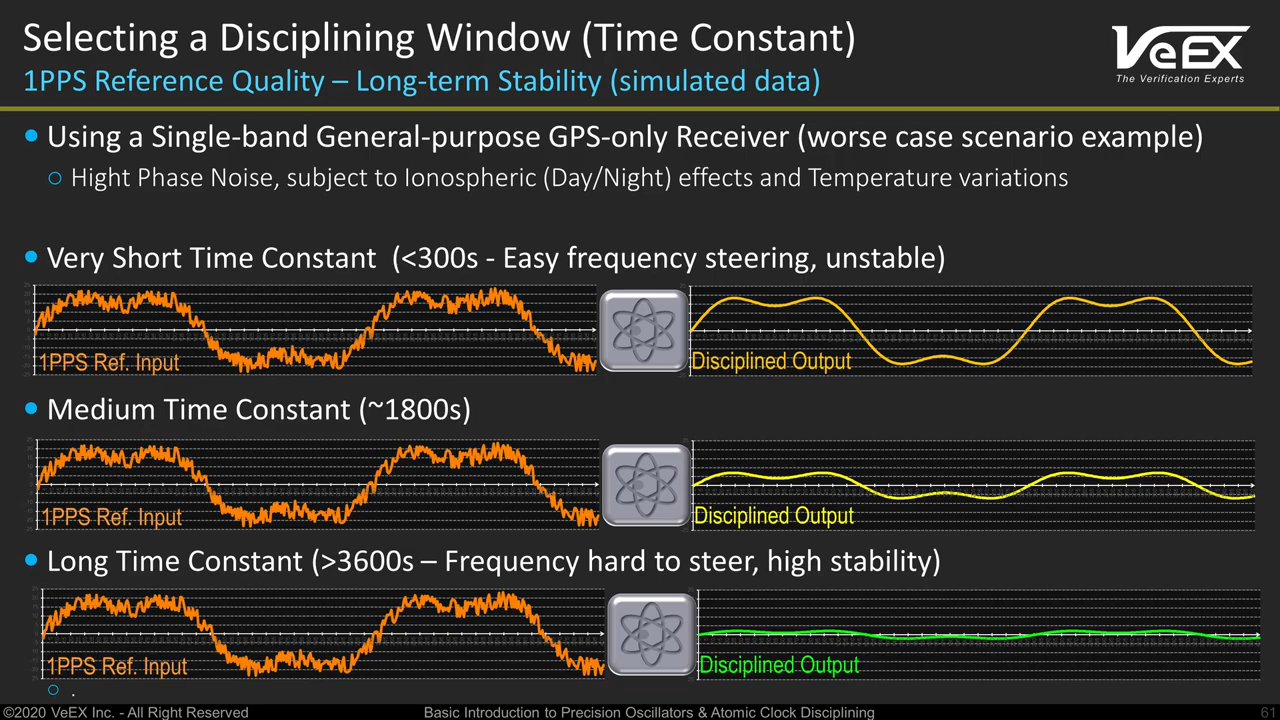 Selecting a Disciplining Window (Time Constant)
1PPS Reference Quality – Long-term Stability (simulated data)
VeEX
The Verification Experts
Using a Single-band General-purpose GPS-only Receiver (worse case scenario example)
Hight Phase Noise, subject to Ionospheric (Day/Night) effects and Temperature variations
Very Short Time Constant (<300s - Easy frequency steering, unstable)
1PPS Ref. Input
Disciplined Output
Medium Time Constant (~1800s)
1PPS Ref. Input
Disciplined Output
Long Time Constant (>3600s – Frequency hard to steer, high stability)
1PPS Ref. Input
Disciplined Output
.
©2020 VeEX Inc. - All Right Reserved
Basic Introduction to Precision Oscillators & Atomic Clock Disciplining
61